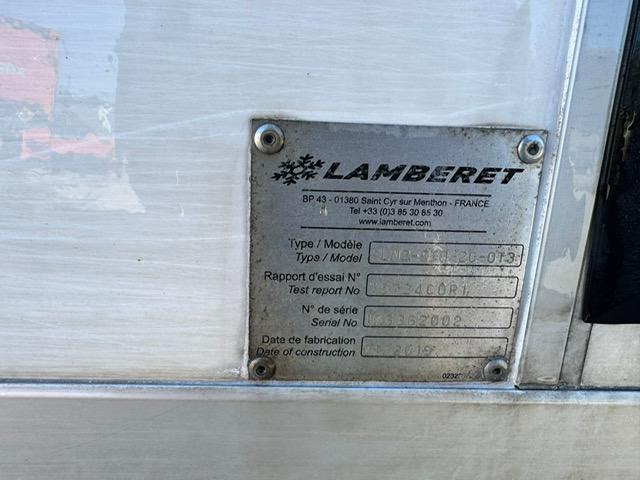 LAMBERET
BP 43 - 01380 Saint Cyr sur Menthon - FRANCE
Tel +33 (0)3 85 30 85 30
www.lamberet.com
Type / Modèle
Type / Model
Rapport d'essai N°
Test report No
N° de série
Serial No
Date de fabrication
Date of construction 2019